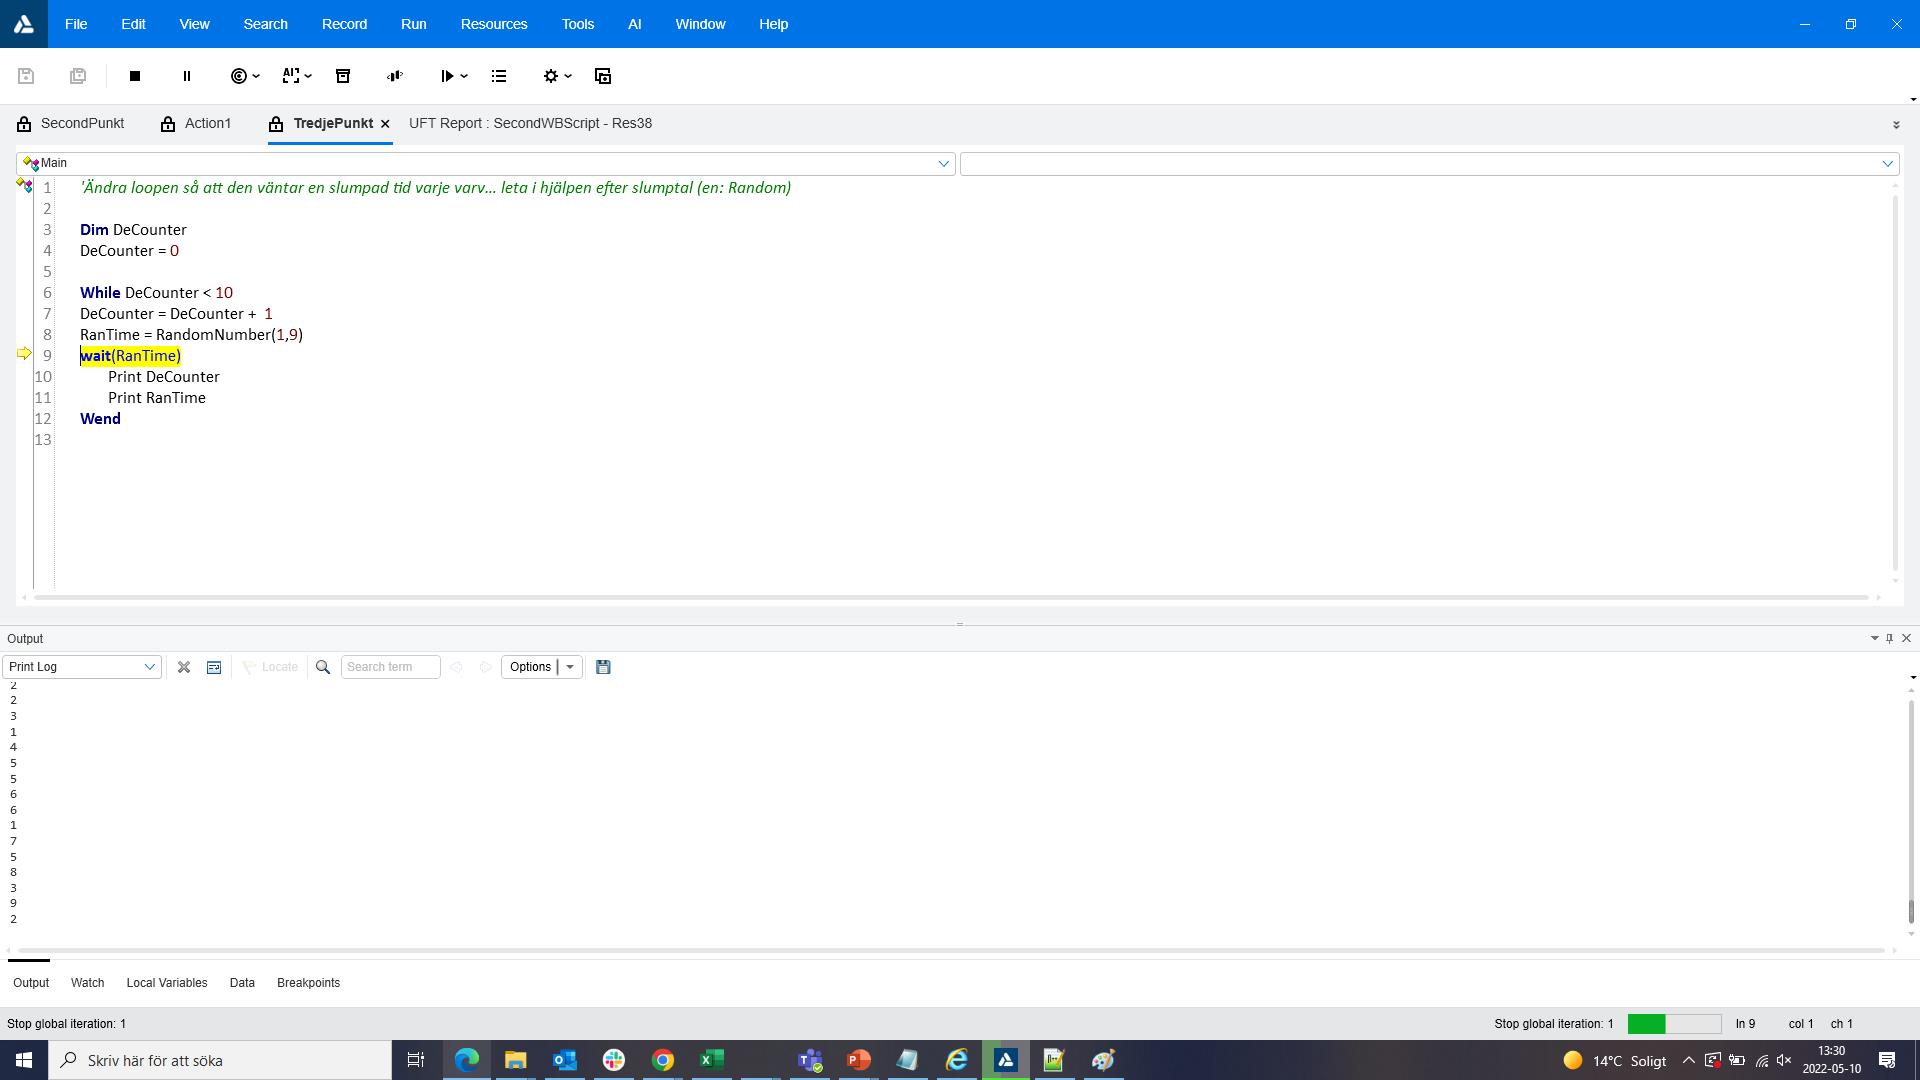 File Edit View Search Record Run Resources Tools AI Window Help
SecondPunkt Action1 TredjePunkt UFT Report : SecondWBScript - Res38
Main
1 'Ändra loopen så att den väntar en slumpad tid varje varv... leta i hjälpen efter slumptal (en: Random)
2
3 Dim DeCounter
4 DeCounter = 0
5
6 While DeCounter < 10
7 DeCounter = DeCounter + 1
8 RanTime = RandomNumber(1,9)
9 wait(RanTime)
10 Print DeCounter
11 Print RanTime
12 Wend
13
Output
Print Log Locate Search term Options
2
2
3
1
4
5
5
6
6
1
7
5
8
3
9
2
Output Watch Local Variables Data Breakpoints
Stop global iteration: 1 Stop global iteration: 1 ln 9 col 1 ch 1
Skriv här för att söka 14°C Soligt 13:30
2022-05-10